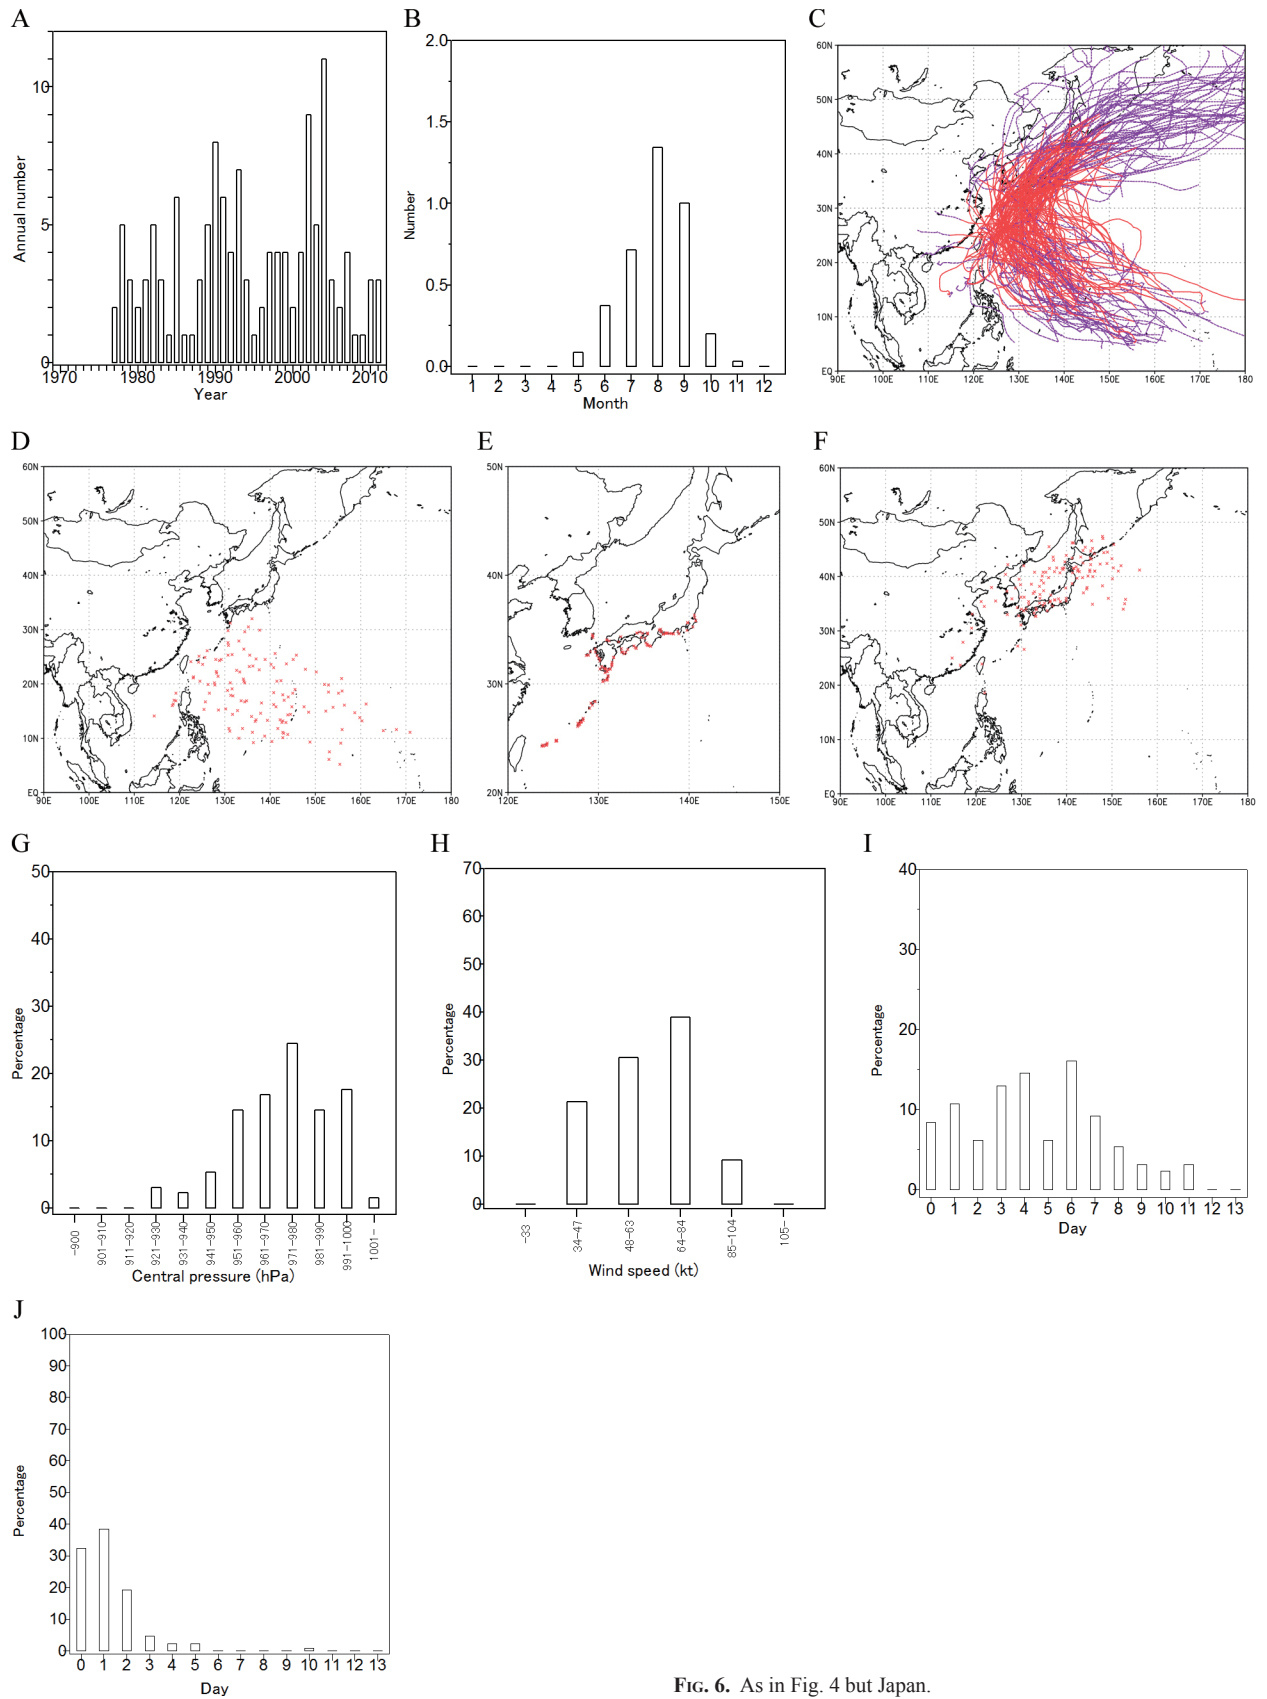 A
Annual number
10
5
0
1970 1980 1990 2000 2010
Year
B
Number
2.0
1.5
1.0
0.5
0.0
1 2 3 4 5 6 7 8 9 10 11 12
Month
C
60N
50N
40N
30N
20N
10N
EQ
90E 100E 110E 120E 130E 140E 150E 160E 170E 180
D
60N
50N
40N
30N
20N
10N
EQ
90E 100E 110E 120E 130E 140E 150E 160E 170E 180
E
50N
40N
30N
20N
120E 130E 140E 150E
F
60N
50N
40N
30N
20N
10N
EQ
90E 100E 110E 120E 130E 140E 150E 160E 170E 180
G
Percentage
50
40
30
20
10
0
-900 901-910 911-920 921-930 931-940 941-950 951-960 961-970 971-980 981-990 991-1000 1001-
Central pressure (hPa)
H
Percentage
70
60
50
40
30
20
10
0
-33 34-47 48-63 64-84 85-104 105-
Wind speed (kt)
I
Percentage
40
30
20
10
0
0 1 2 3 4 5 6 7 8 9 10 11 12 13
Day
J
Percentage
100
90
80
70
60
50
40
30
20
10
0
0 1 2 3 4 5 6 7 8 9 10 11 12 13
Day
FIG. 6. As in Fig. 4 but Japan.